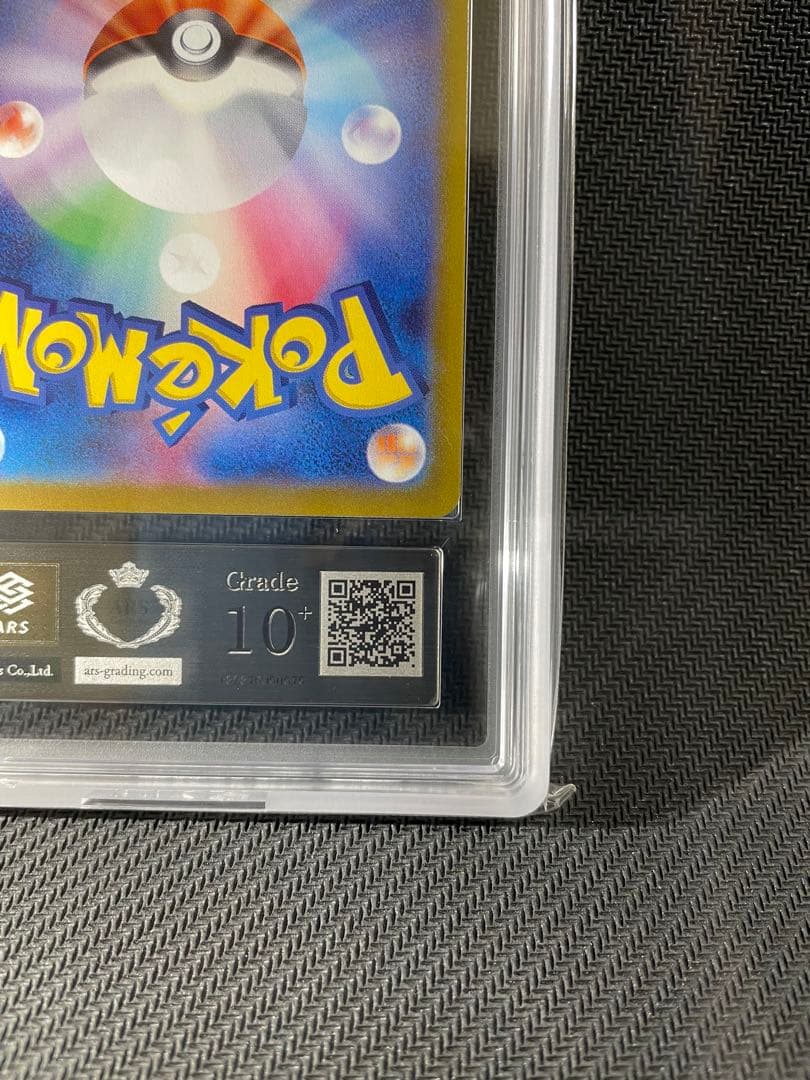 POKéMON
Grade
10+
ARS
s Co.,Ltd.
ars-grading.com